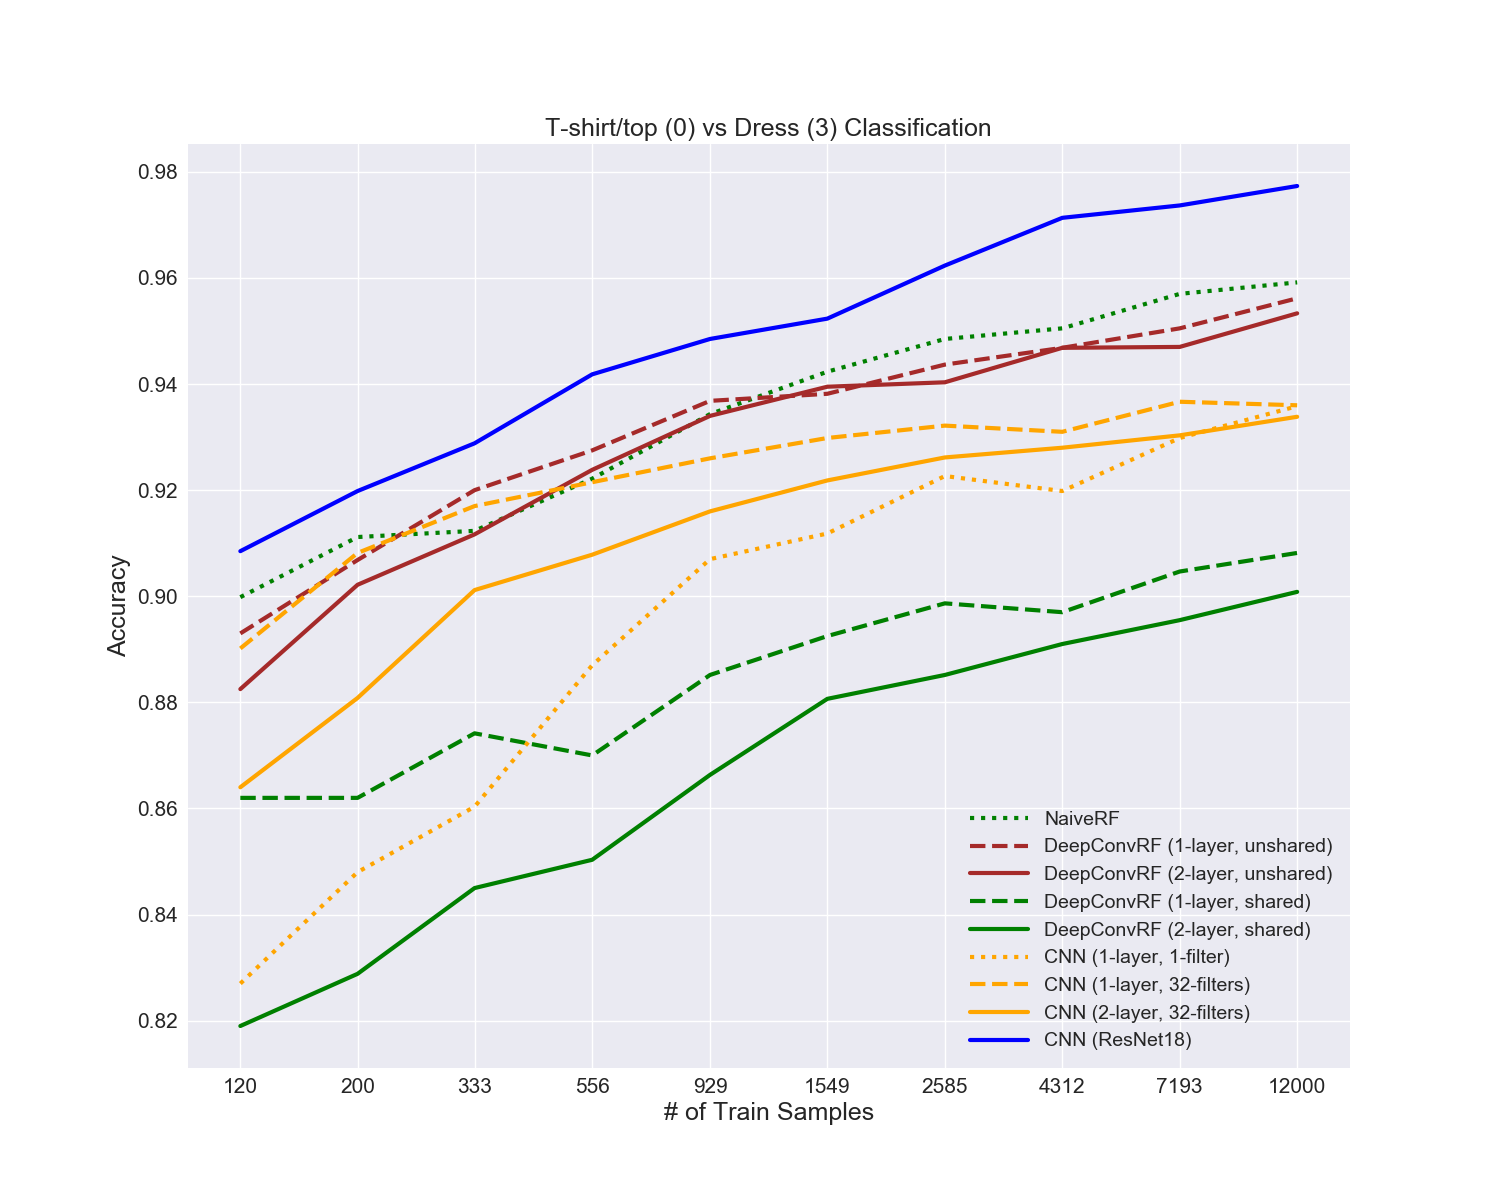 T-shirt/top (0) vs Dress (3) Classification
0.98
0.96
0.94
0.92
0.90
0.88
0.86
0.84
0.82
Accuracy
NaiveRF
DeepConvRF (1-layer, unshared)
DeepConvRF (2-layer, unshared)
DeepConvRF (1-layer, shared)
DeepConvRF (2-layer, shared)
CNN (1-layer, 1-filter)
CNN (1-layer, 32-filters)
CNN (2-layer, 32-filters)
CNN (ResNet18)
120 200 333 556 929 1549 2585 4312 7193 12000
# of Train Samples